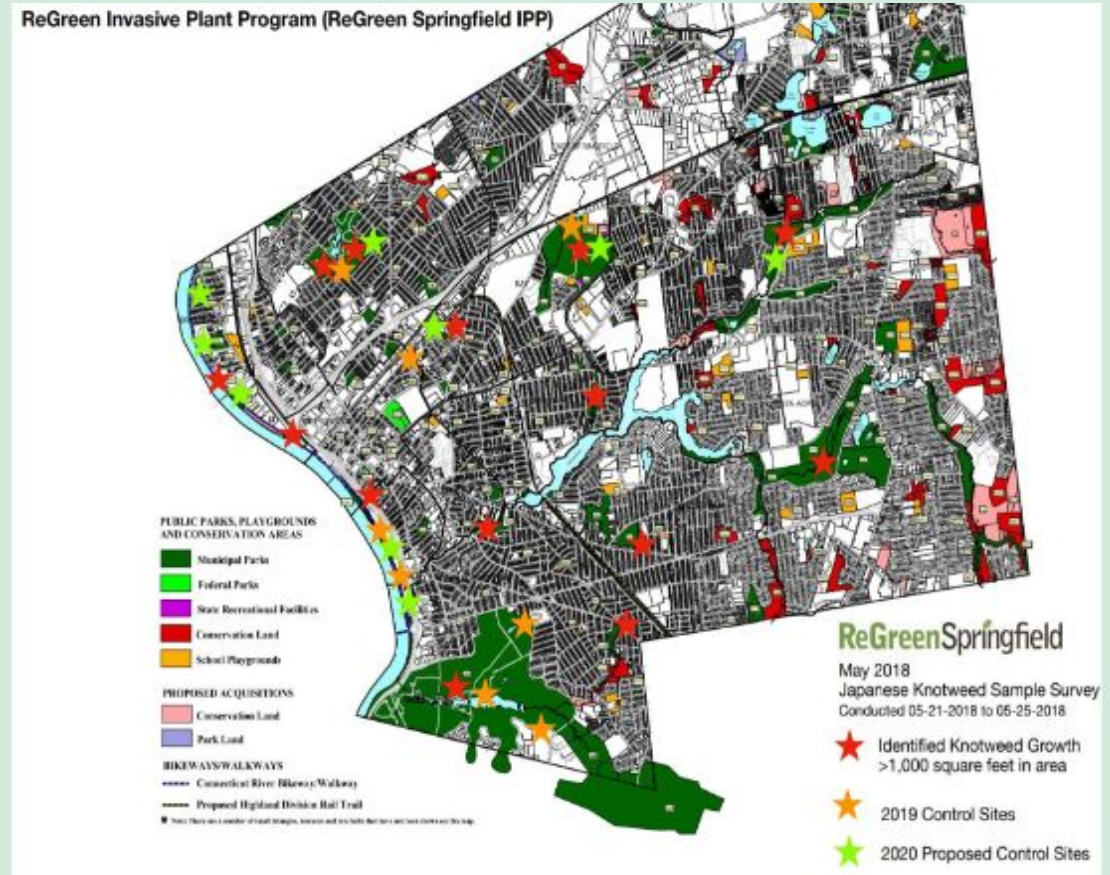 ReGreen Invasive Plant Program (ReGreen Springfield IPP)
PUBLIC PARKS, PLAYGROUNDS
AND CONSERVATION AREAS
Municipal Parks
Federal Parks
State Recreational Facilities
Conservation Land
School Playgrounds
PROPOSED ACQUISITIONS
Conservation Land
Park Land
BIKEWAYS/WALKWAYS
Connecticut River Bikeway/Walkway
Proposed Highland Division Rail Trail
ReGreenSpringfield
May 2018
Japanese Knotweed Sample Survey
Conducted 05-21-2018 to 05-25-2018
Identified Knotweed Growth
>1,000 square feet in area
2019 Control Sites
2020 Proposed Control Sites